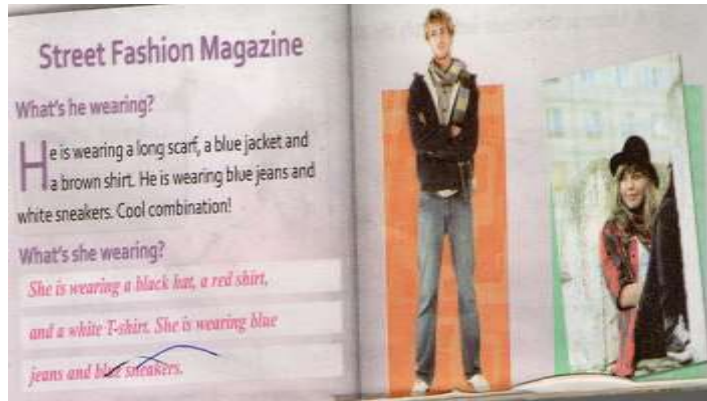 Street Fashion Magazine
What's he wearing?
He is wearing a long scarf, a blue jacket and
a brown shirt. He is wearing blue jeans and
white sneakers. Cool combination!
What's she wearing?
She is wearing a black hat, a red shirt,
and a white T-shirt. She is wearing blue
jeans and blue sneakers.